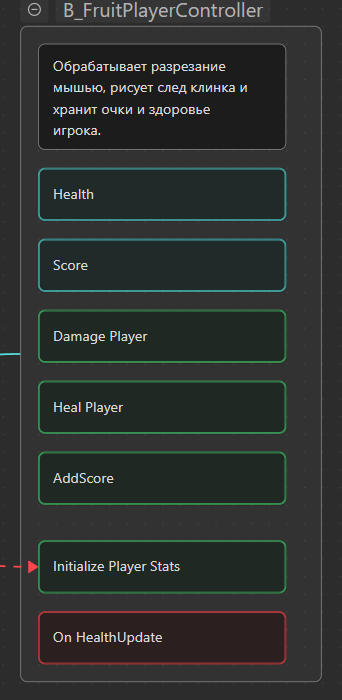 B_FruitPlayerController
Обрабатывает разрезание
мышью, рисует след клинка и
хранит очки и здоровье
игрока.
Health
Score
Damage Player
Heal Player
AddScore
Initialize Player Stats
On HealthUpdate